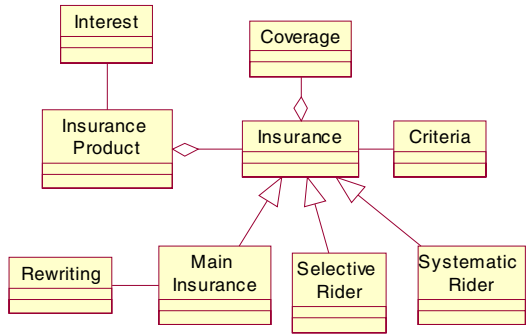 Interest
Coverage
Insurance
Product
Insurance
Criteria
Rewriting
Main
Insurance
Selective
Rider
Systematic
Rider